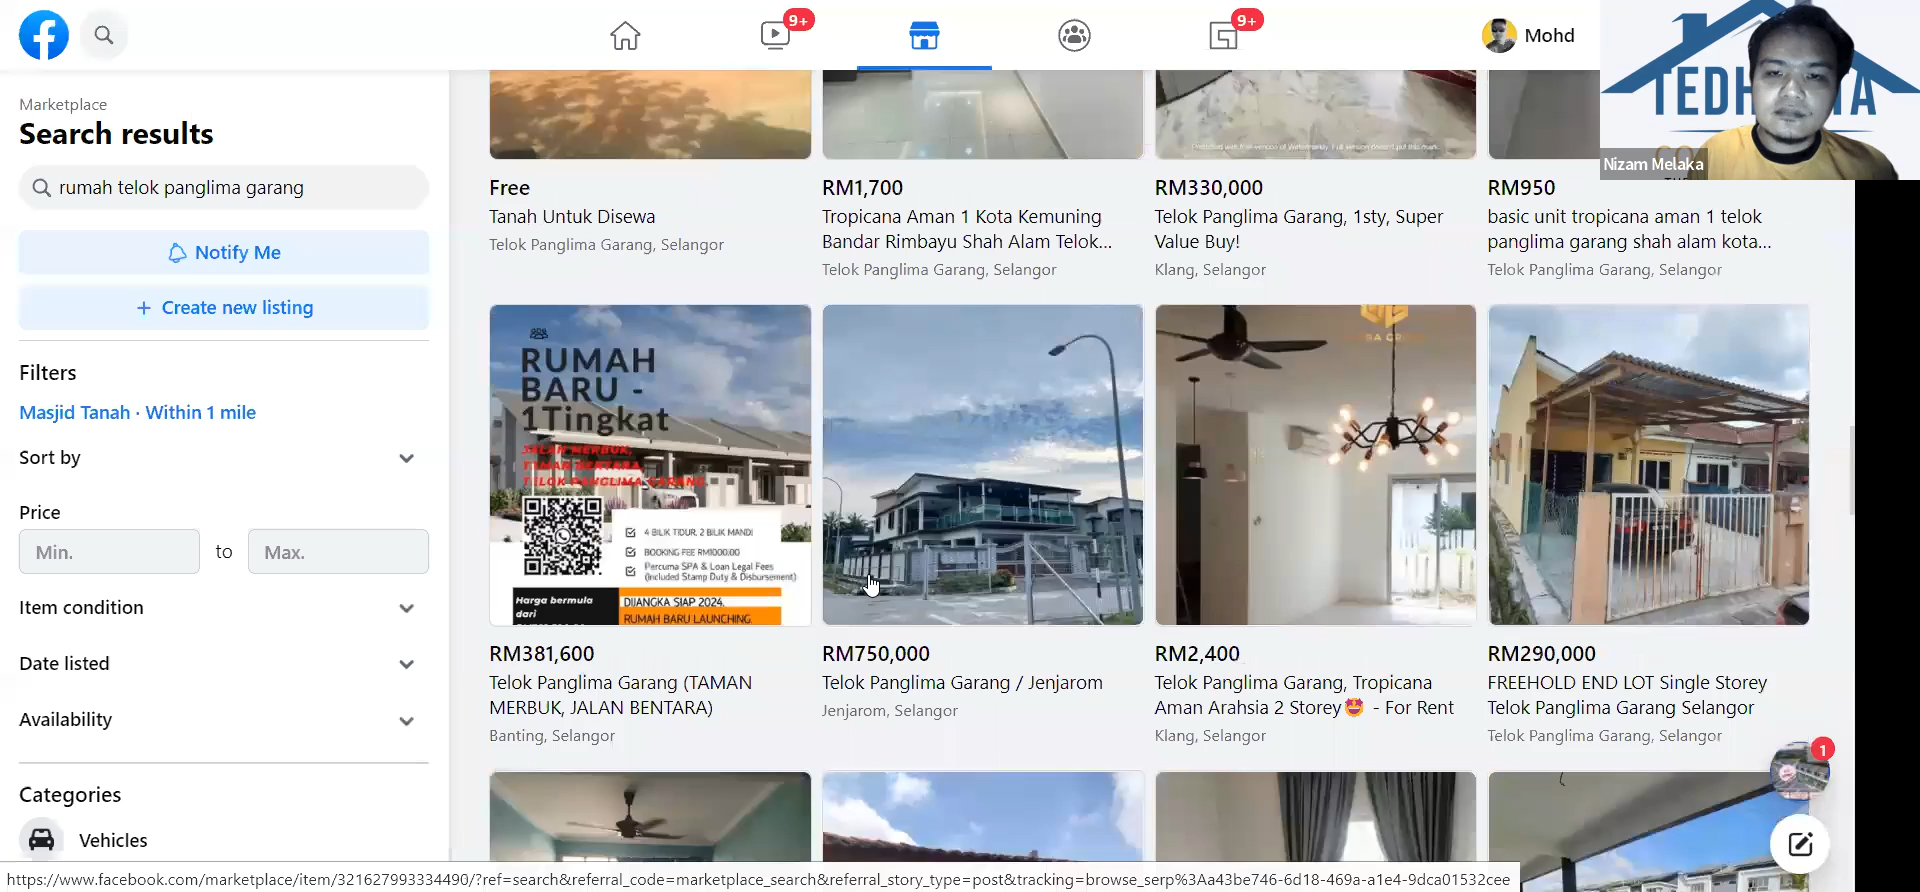 9+
9+
Mohd
TEDH TA
Nizam Melaka
Marketplace
Search results
rumah telok panglima garang
Notify Me
+ Create new listing
Filters
Masjid Tanah · Within 1 mile
Sort by
Price
Min.
to
Max.
Item condition
Date listed
Availability
Categories
Vehicles
Free
Tanah Untuk Disewa
Telok Panglima Garang, Selangor
RM1,700
Tropicana Aman 1 Kota Kemuning
Bandar Rimbayu Shah Alam Telok...
Telok Panglima Garang, Selangor
RM330,000
Telok Panglima Garang, 1sty, Super
Value Buy!
Klang, Selangor
RM950
basic unit tropicana aman 1 telok
panglima garang shah alam kota...
Telok Panglima Garang, Selangor
RUMAH
BARU -
1Tingkat
JALAN MERBUK,
TAMAN BENTARA,
TELOK PANGLIMA GARANG
4 BILIK TIDUR, 2 BILIK MANDI
BOOKING FEE RM1000.00
Percuma SPA & Loan Legal Fees
(Included Stamp Duty & Disbursement)
Harga bermula
dari
DIJANGKA SIAP 2024.
RUMAH BARU LAUNCHING.
RM381,600
Telok Panglima Garang (TAMAN
MERBUK, JALAN BENTARA)
Banting, Selangor
RM750,000
Telok Panglima Garang / Jenjarom
Jenjarom, Selangor
RM2,400
Telok Panglima Garang, Tropicana
Aman Arahsia 2 Storey🤩 - For Rent
Klang, Selangor
RM290,000
FREEHOLD END LOT Single Storey
Telok Panglima Garang Selangor
Telok Panglima Garang, Selangor
1
https://www.facebook.com/marketplace/item/321627993334490/?ref=search&referral_code=marketplace_search&referral_story_type=post&tracking=browse_serp%3Aa43be746-6d18-469a-a1e4-9dca01532cee